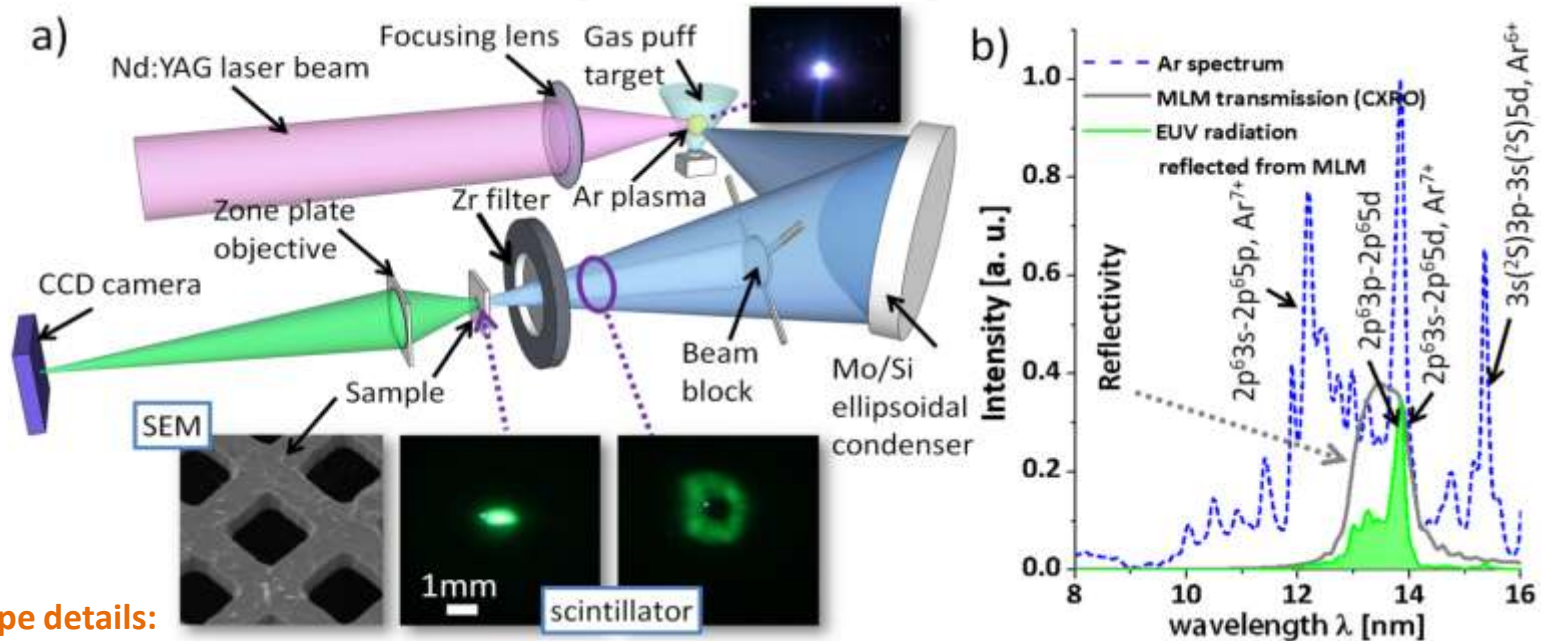 a)
Nd:YAG laser beam
Focusing lens
Gas puff
target
Zone plate
objective
Zr filter
Ar plasma
CCD camera
Sample
Beam
block
Mo/Si
ellipsoidal
condenser
SEM
1mm
scintillator
pe details:
b)
Ar spectrum
MLM transmission (CXRO)
EUV radiation
reflected from MLM
Reflectivity
2p⁶3s-2p⁶5p, Ar⁷⁺
2p⁶3p-2p⁶5d
2p⁶3s-2p⁶5d, Ar⁷⁺
3s(²S)3p-3s(²S)5d, Ar⁶⁺
Intensity [a. u.]
1.0
0.8
0.6
0.4
0.2
0.0
8 10 12 14 16
wavelength λ [nm]